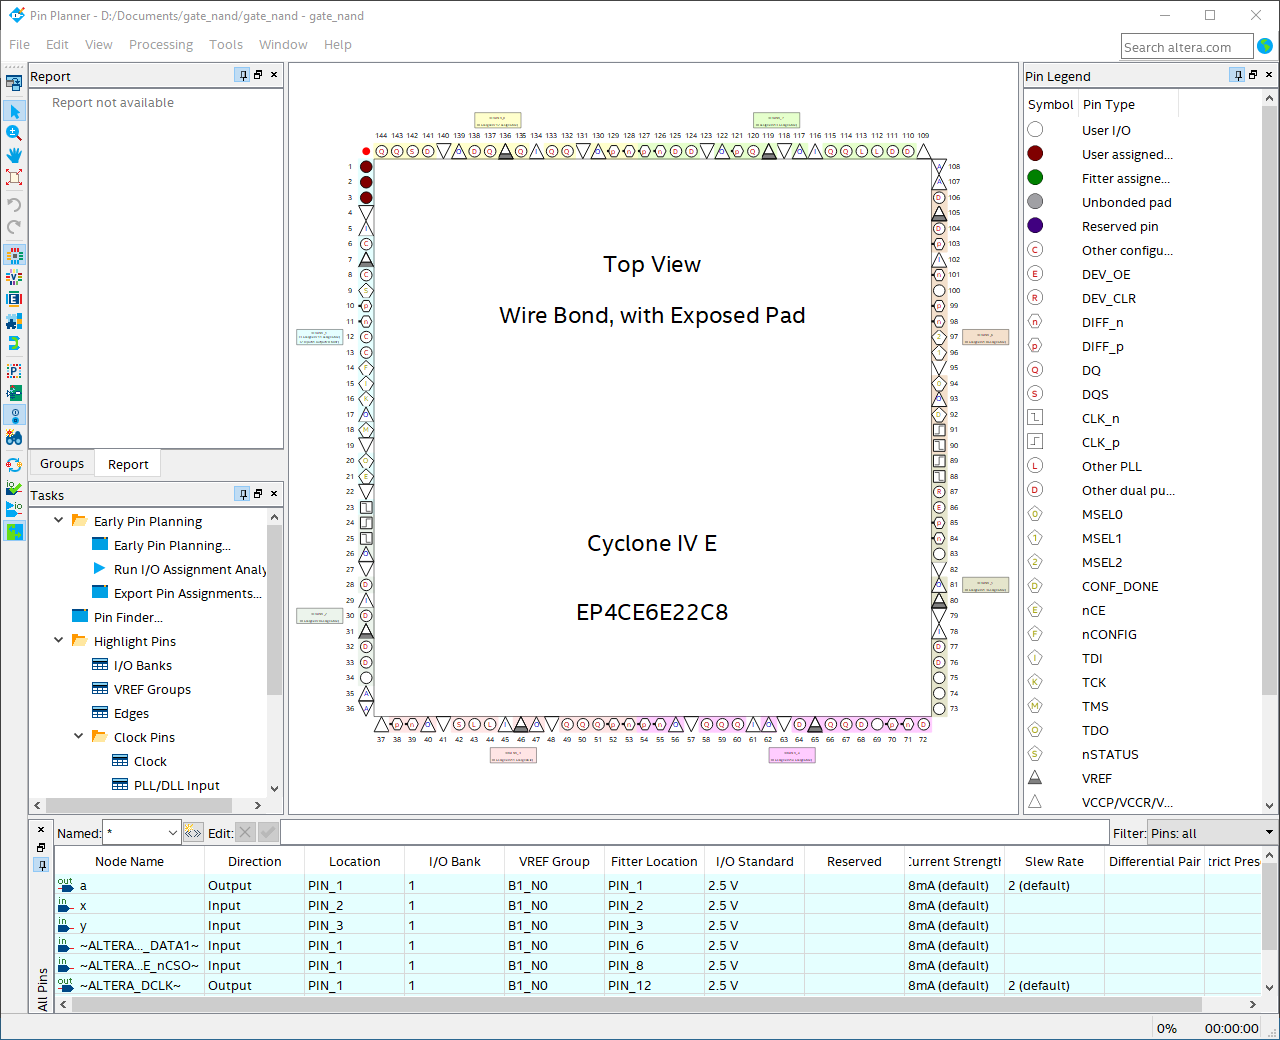 Pin Planner - D:/Documents/gate_nand/gate_nand - gate_nand
File Edit View Processing Tools Window Help
Search altera.com
Report
Report not available
Groups Report
Tasks
Early Pin Planning
Early Pin Planning...
Run I/O Assignment Analy
Export Pin Assignments...
Pin Finder...
Highlight Pins
I/O Banks
VREF Groups
Edges
Clock Pins
Clock
PLL/DLL Input
144 143 142 141 140 139 138 137 136 135 134 133 132 131 130 129 128 127 126 125 124 123 122 121 120 119 118 117 116 115 114 113 112 111 110 109
1
2
3
4
5
6
7
8
9
10
11
12
13
14
15
16
17
18
19
20
21
22
23
24
25
26
27
28
29
30
31
32
33
34
35
36
Top View
Wire Bond, with Exposed Pad
Cyclone IV E
EP4CE6E22C8
108
107
106
105
104
103
102
101
100
99
98
97
96
95
94
93
92
91
90
89
88
87
86
85
84
83
82
81
80
79
78
77
76
75
74
73
37 38 39 40 41 42 43 44 45 46 47 48 49 50 51 52 53 54 55 56 57 58 59 60 61 62 63 64 65 66 67 68 69 70 71 72
Pin Legend
Symbol Pin Type
User I/O
User assigned...
Fitter assigne...
Unbonded pad
Reserved pin
C Other configu...
E DEV_OE
R DEV_CLR
n DIFF_n
p DIFF_p
Q DQ
S DQS
CLK_n
CLK_p
L Other PLL
D Other dual pu...
0 MSEL0
1 MSEL1
2 MSEL2
D CONF_DONE
E nCE
F nCONFIG
I TDI
K TCK
M TMS
O TDO
S nSTATUS
VREF
VCCP/VCCR/V...
All Pins
Named: * Edit: Filter: Pins: all
Node Name Direction Location I/O Bank VREF Group Fitter Location I/O Standard Reserved Current Strength Slew Rate Differential Pair trict Pres
out a Output PIN_1 1 B1_N0 PIN_1 2.5 V 8mA (default) 2 (default)
in x Input PIN_2 1 B1_N0 PIN_2 2.5 V 8mA (default)
in y Input PIN_3 1 B1_N0 PIN_3 2.5 V 8mA (default)
in ~ALTERA..._DATA1~ Input PIN_1 1 B1_N0 PIN_6 2.5 V 8mA (default)
in ~ALTERA...E_nCSO~ Input PIN_1 1 B1_N0 PIN_8 2.5 V 8mA (default)
out ~ALTERA_DCLK~ Output PIN_1 1 B1_N0 PIN_12 2.5 V 8mA (default) 2 (default)
0% 00:00:00